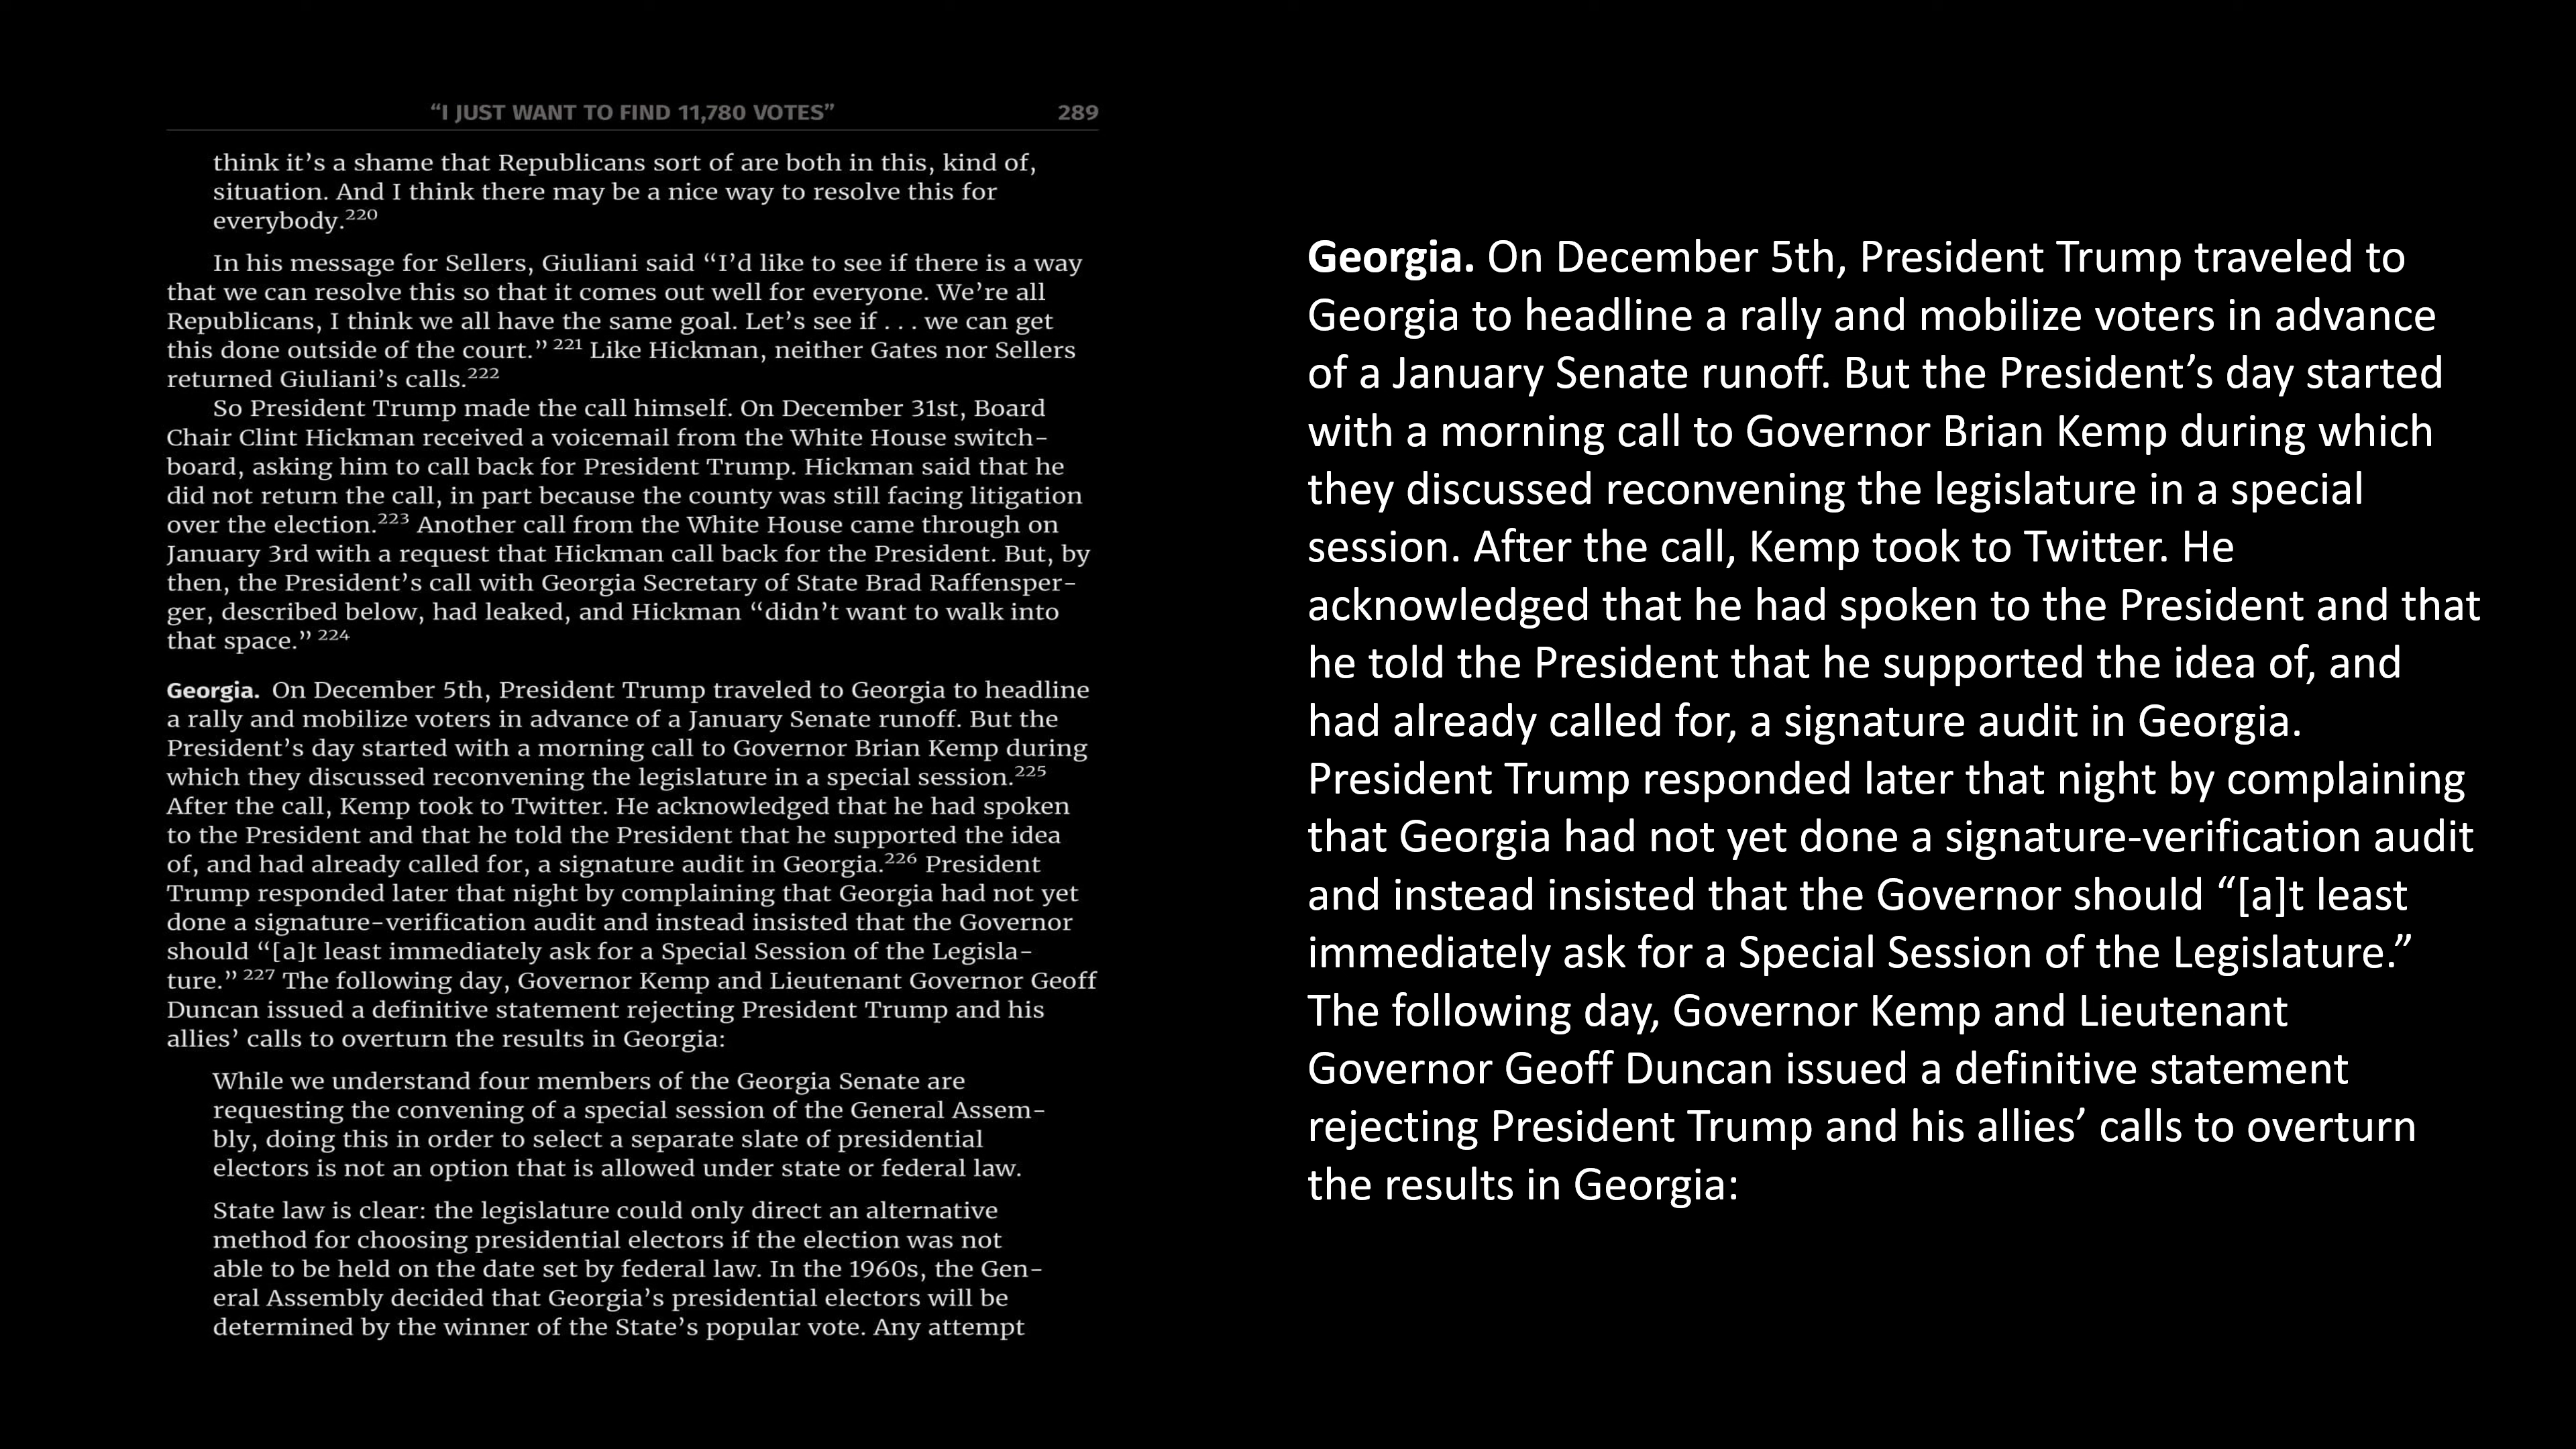 “I JUST WANT TO FIND 11,780 VOTES” 289
think it’s a shame that Republicans sort of are both in this, kind of,
situation. And I think there may be a nice way to resolve this for
everybody.220
In his message for Sellers, Giuliani said “I’d like to see if there is a way
that we can resolve this so that it comes out well for everyone. We’re all
Republicans, I think we all have the same goal. Let’s see if . . . we can get
this done outside of the court.” 221 Like Hickman, neither Gates nor Sellers
returned Giuliani’s calls.222
So President Trump made the call himself. On December 31st, Board
Chair Clint Hickman received a voicemail from the White House switch-
board, asking him to call back for President Trump. Hickman said that he
did not return the call, in part because the county was still facing litigation
over the election.223 Another call from the White House came through on
January 3rd with a request that Hickman call back for the President. But, by
then, the President’s call with Georgia Secretary of State Brad Raffensper-
ger, described below, had leaked, and Hickman “didn’t want to walk into
that space.” 224
Georgia. On December 5th, President Trump traveled to Georgia to headline
a rally and mobilize voters in advance of a January Senate runoff. But the
President’s day started with a morning call to Governor Brian Kemp during
which they discussed reconvening the legislature in a special session.225
After the call, Kemp took to Twitter. He acknowledged that he had spoken
to the President and that he told the President that he supported the idea
of, and had already called for, a signature audit in Georgia.226 President
Trump responded later that night by complaining that Georgia had not yet
done a signature-verification audit and instead insisted that the Governor
should “[a]t least immediately ask for a Special Session of the Legisla-
ture.” 227 The following day, Governor Kemp and Lieutenant Governor Geoff
Duncan issued a definitive statement rejecting President Trump and his
allies’ calls to overturn the results in Georgia:
While we understand four members of the Georgia Senate are
requesting the convening of a special session of the General Assem-
bly, doing this in order to select a separate slate of presidential
electors is not an option that is allowed under state or federal law.
State law is clear: the legislature could only direct an alternative
method for choosing presidential electors if the election was not
able to be held on the date set by federal law. In the 1960s, the Gen-
eral Assembly decided that Georgia’s presidential electors will be
determined by the winner of the State’s popular vote. Any attempt
Georgia. On December 5th, President Trump traveled to
Georgia to headline a rally and mobilize voters in advance
of a January Senate runoff. But the President’s day started
with a morning call to Governor Brian Kemp during which
they discussed reconvening the legislature in a special
session. After the call, Kemp took to Twitter. He
acknowledged that he had spoken to the President and that
he told the President that he supported the idea of, and
had already called for, a signature audit in Georgia.
President Trump responded later that night by complaining
that Georgia had not yet done a signature-verification audit
and instead insisted that the Governor should “[a]t least
immediately ask for a Special Session of the Legislature.”
The following day, Governor Kemp and Lieutenant
Governor Geoff Duncan issued a definitive statement
rejecting President Trump and his allies’ calls to overturn
the results in Georgia: